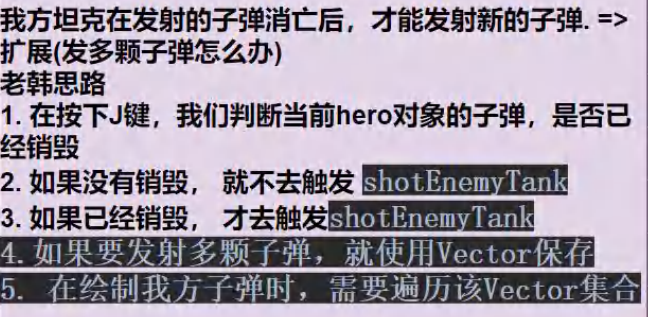 我方坦克在发射的子弹消亡后，才能发射新的子弹. =>
扩展(发多颗子弹怎么办)
老韩思路
1. 在按下J键，我们判断当前hero对象的子弹，是否已
经销毁
2. 如果没有销毁， 就不去触发 shotEnemyTank
3. 如果已经销毁， 才去触发shotEnemyTank
4.如果要发射多颗子弹，就使用Vector保存
5. 在绘制我方子弹时，需要遍历该Vector集合